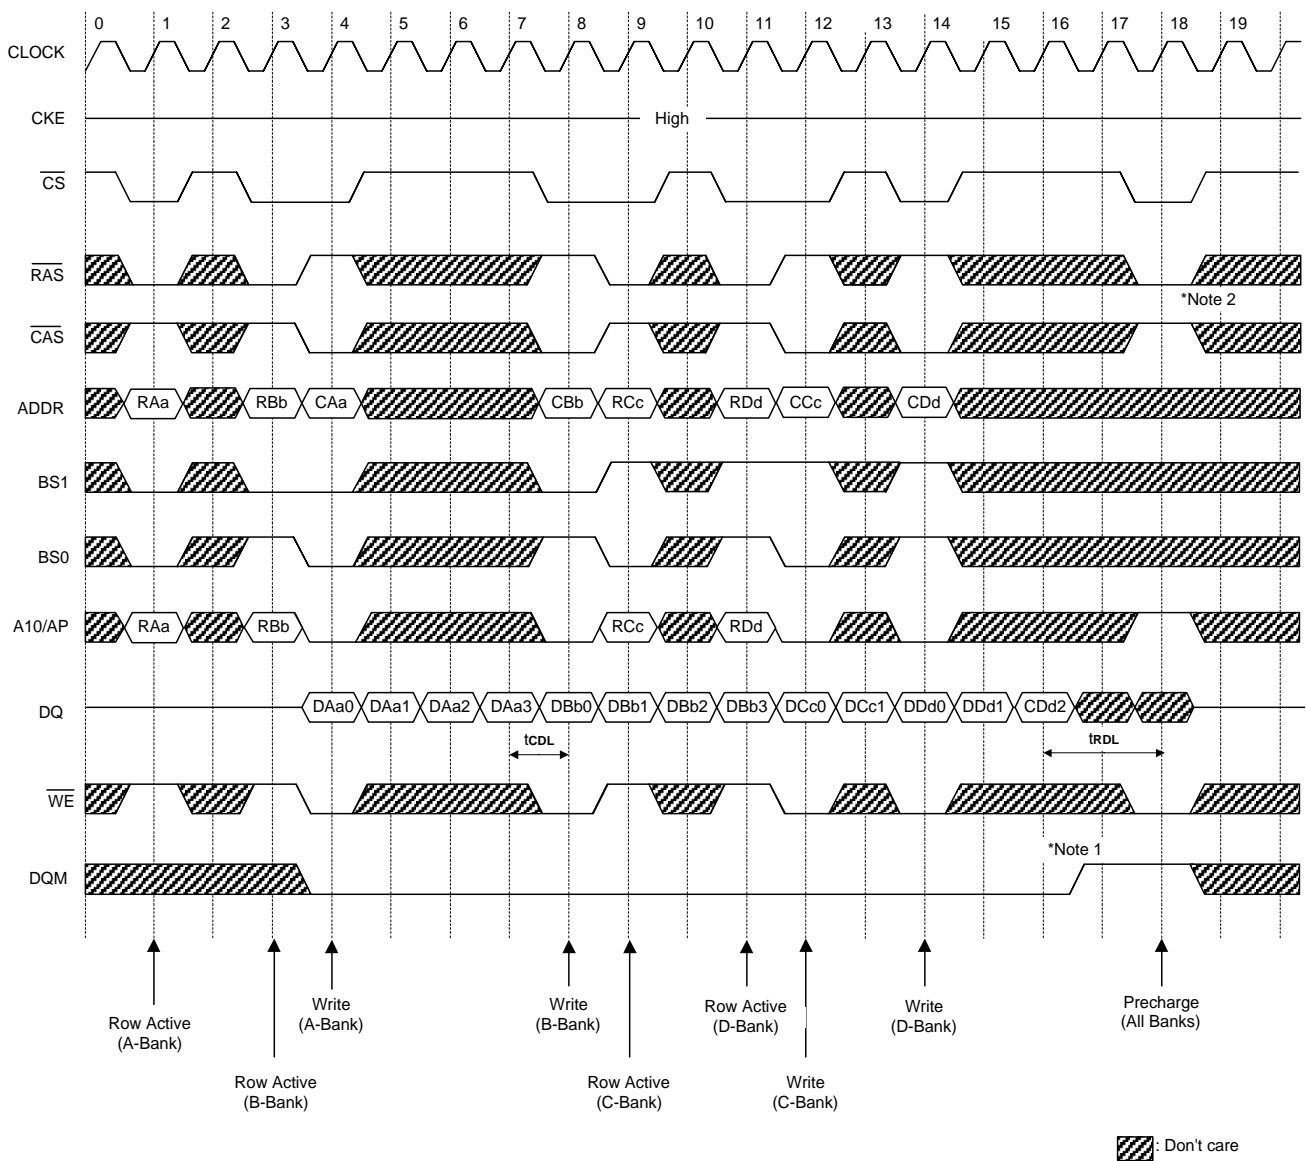 0 1 2 3 4 5 6 7 8 9 10 11 12 13 14 15 16 17 18 19
CLOCK
CKE High
CS
RAS
*Note 2
CAS
ADDR RAa RBb CAa CBb RCc RDd CCc CDd
BS1
BS0
A10/AP RAa RBb RCc RDd
DQ DAa0 DAa1 DAa2 DAa3 DBb0 DBb1 DBb2 DBb3 DCc0 DCc1 DDd0 DDd1 CDd2
tCDL tRDL
WE
*Note 1
DQM
Row Active
(A-Bank)
Write
(A-Bank)
Write
(B-Bank)
Row Active
(D-Bank)
Write
(D-Bank)
Precharge
(All Banks)
Row Active
(B-Bank)
Row Active
(C-Bank)
Write
(C-Bank)
: Don't care